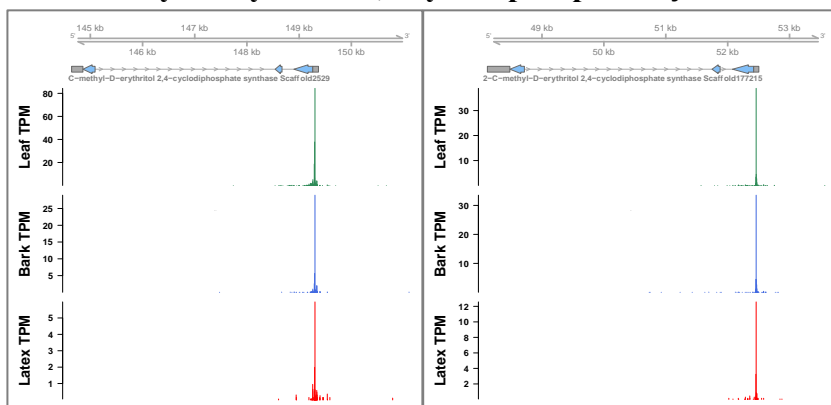 145 kb 147 kb 149 kb
5' 3'
146 kb 148 kb 150 kb
C-methyl-D-erythritol 2,4-cyclodiphosphate synthase Scaffold2529
Leaf TPM
80
60
40
20
Bark TPM
25
20
15
10
5
Latex TPM
5
4
3
2
1
49 kb 51 kb 53 kb
5' 3'
50 kb 52 kb
2-C-methyl-D-erythritol 2,4-cyclodiphosphate synthase Scaffold177215
Leaf TPM
30
20
10
Bark TPM
30
20
10
Latex TPM
12
10
8
6
4
2